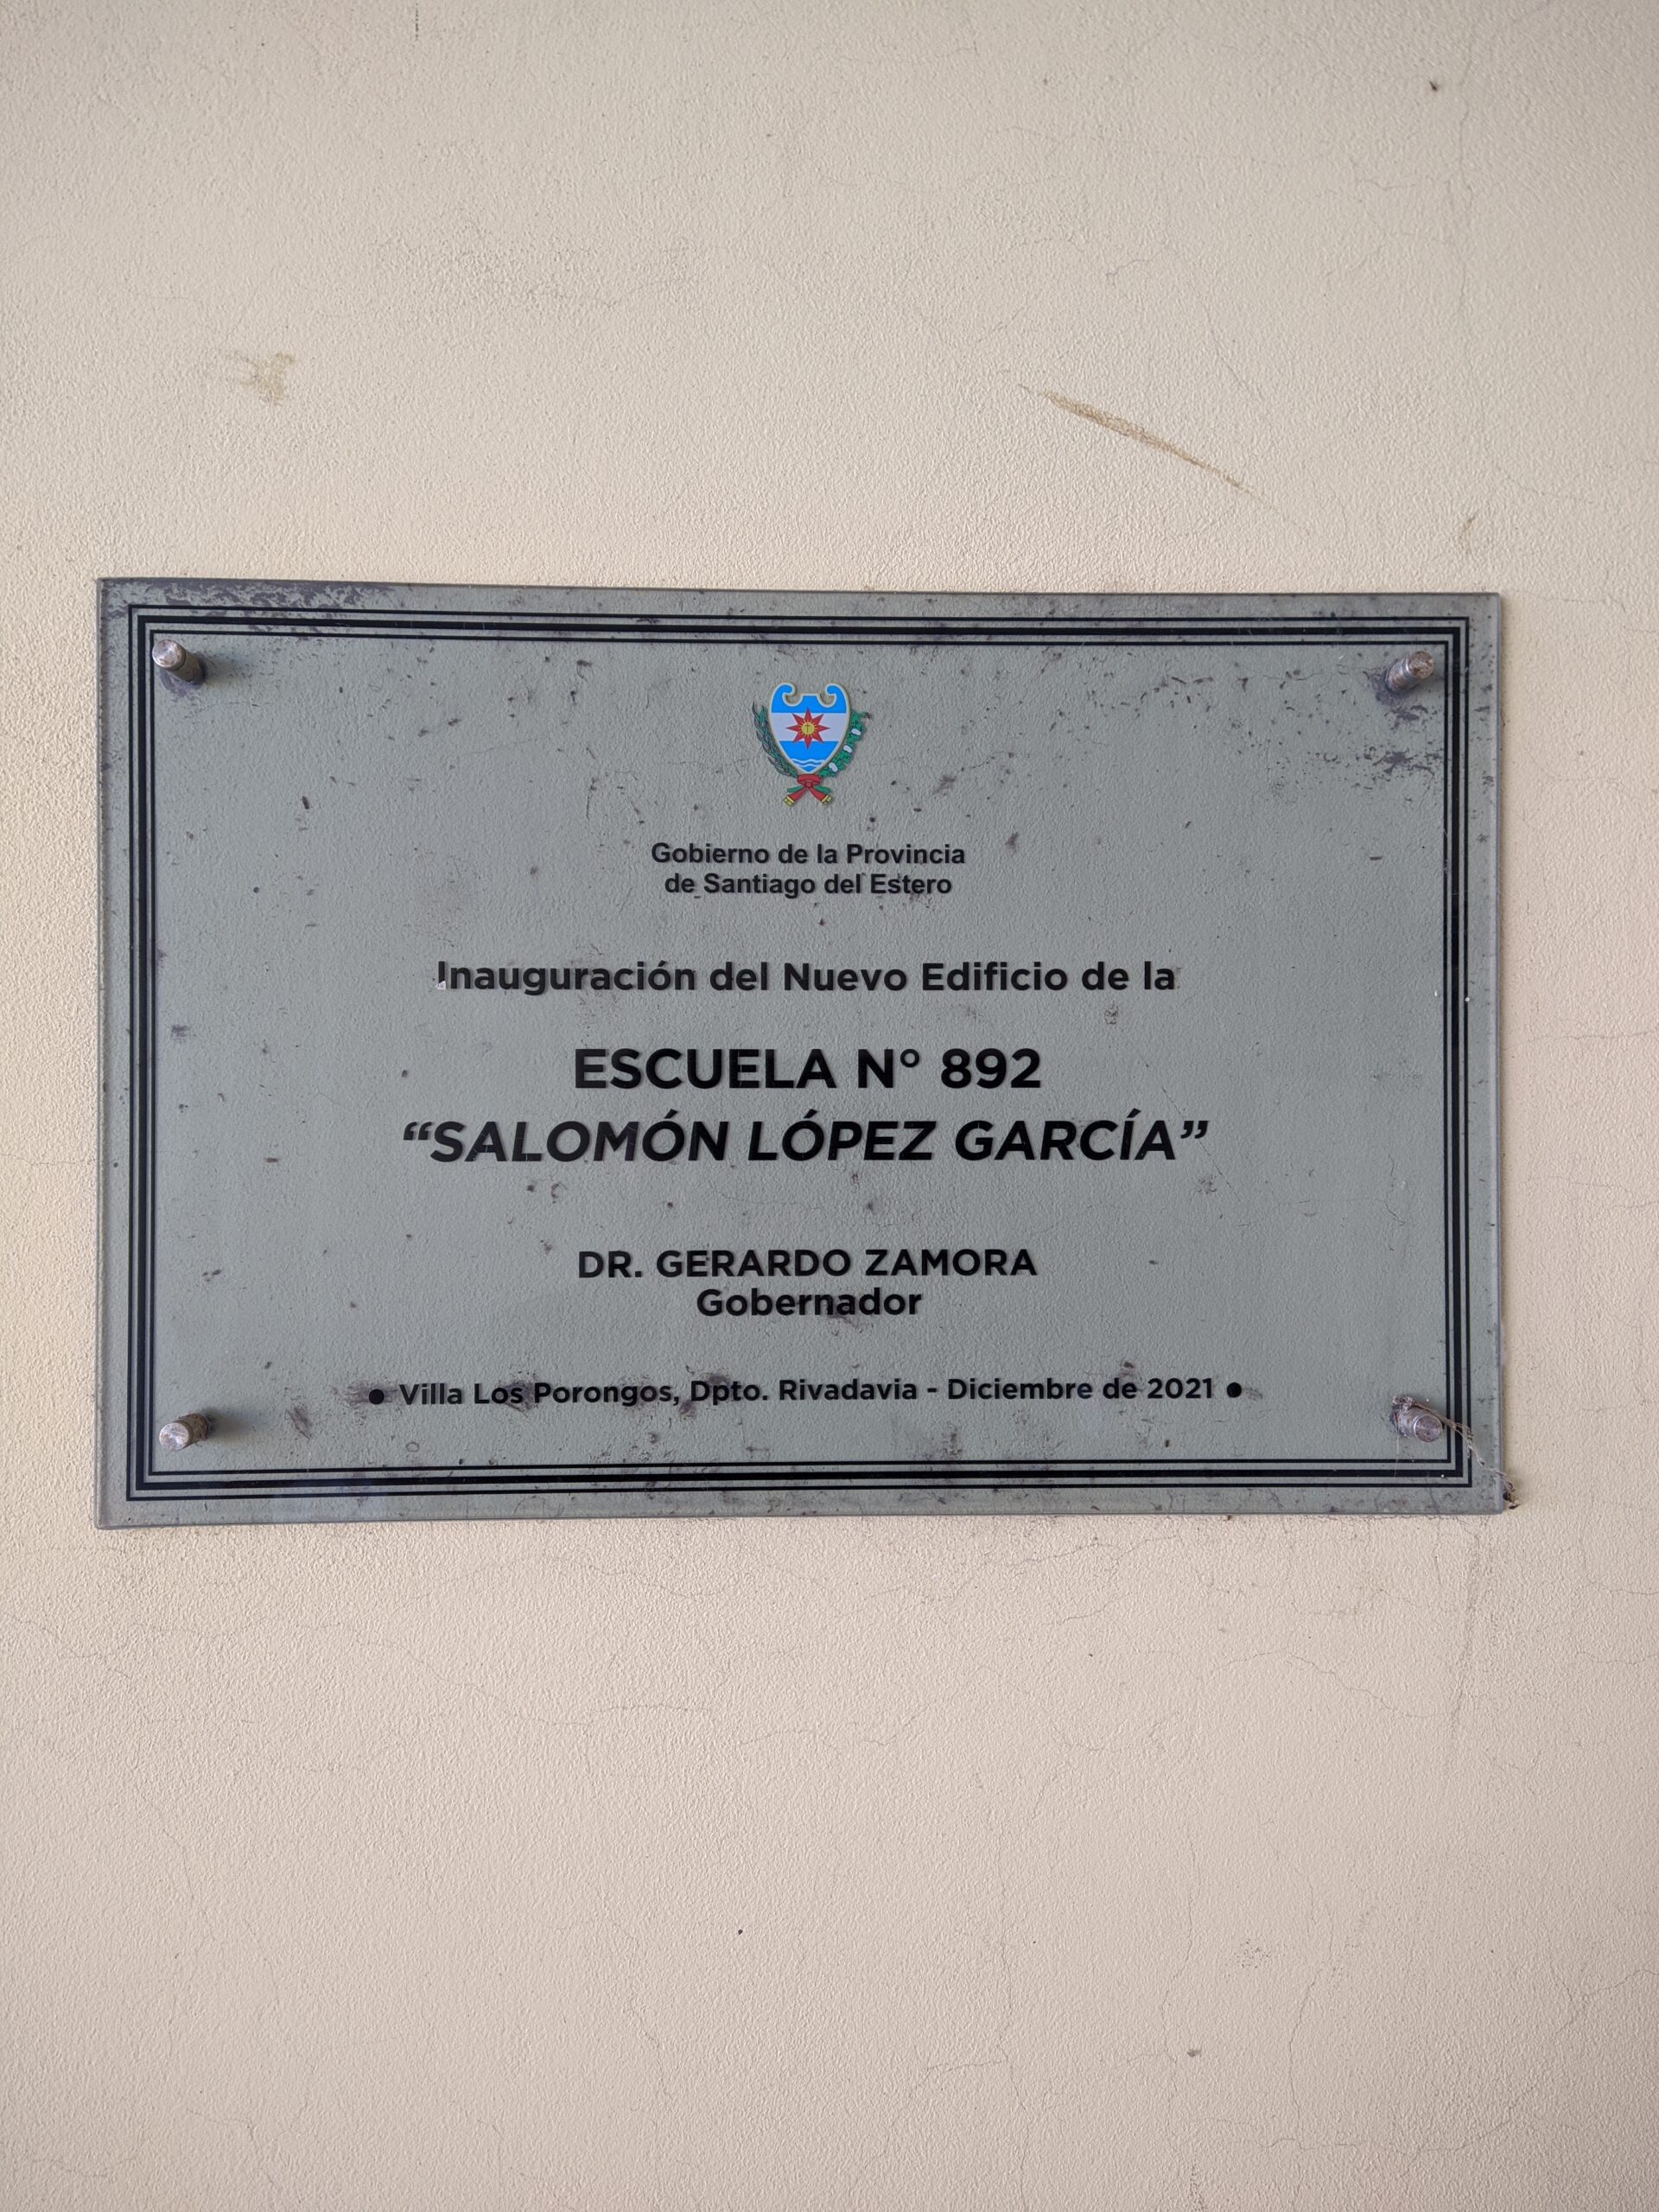 Gobierno de la Provincia
de Santiago del Estero
Inauguración del Nuevo Edificio de la
ESCUELA N° 892
“SALOMÓN LÓPEZ GARCÍA”
DR. GERARDO ZAMORA
Gobernador
• Villa Los Porongos, Dpto. Rivadavia - Diciembre de 2021 •